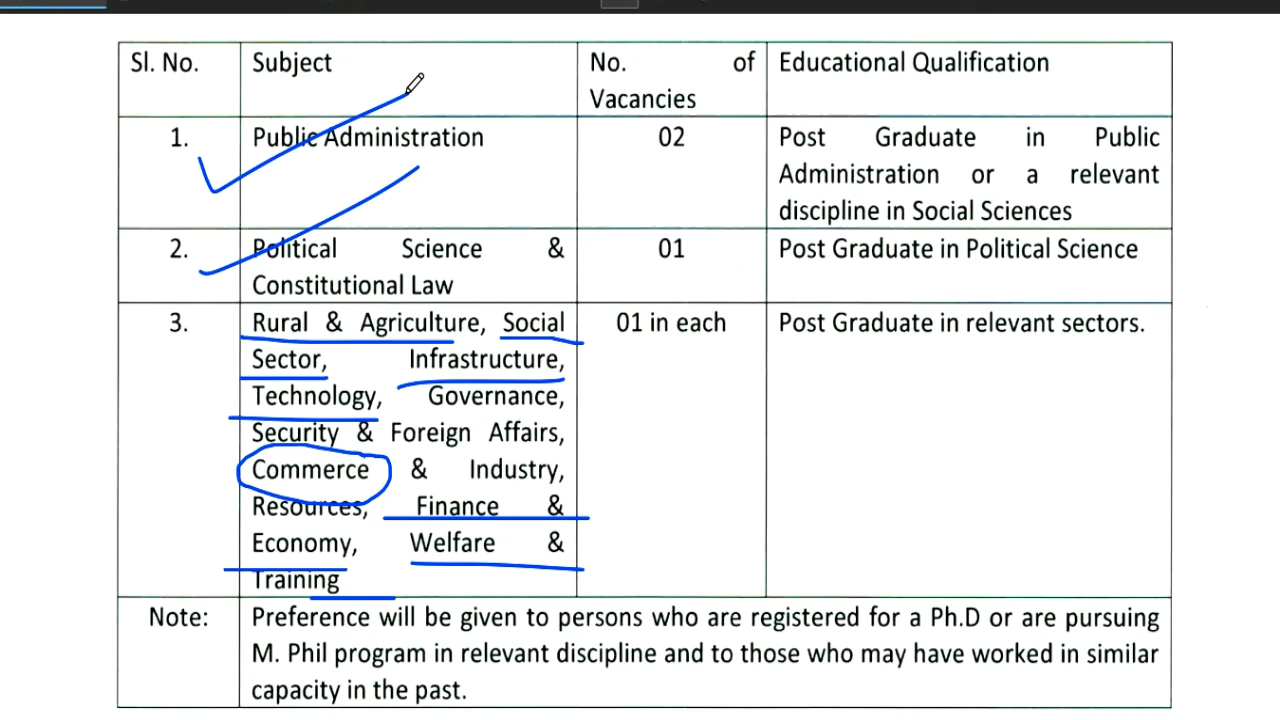 Sl. No. Subject No. of Educational Qualification
Vacancies
1. Public Administration 02 Post Graduate in Public
Administration or a relevant
discipline in Social Sciences
2. Political Science & 01 Post Graduate in Political Science
Constitutional Law
3. Rural & Agriculture, Social 01 in each Post Graduate in relevant sectors.
Sector, Infrastructure,
Technology, Governance,
Security & Foreign Affairs,
Commerce & Industry,
Resources, Finance &
Economy, Welfare &
Training
Note: Preference will be given to persons who are registered for a Ph.D or are pursuing
M. Phil program in relevant discipline and to those who may have worked in similar
capacity in the past.